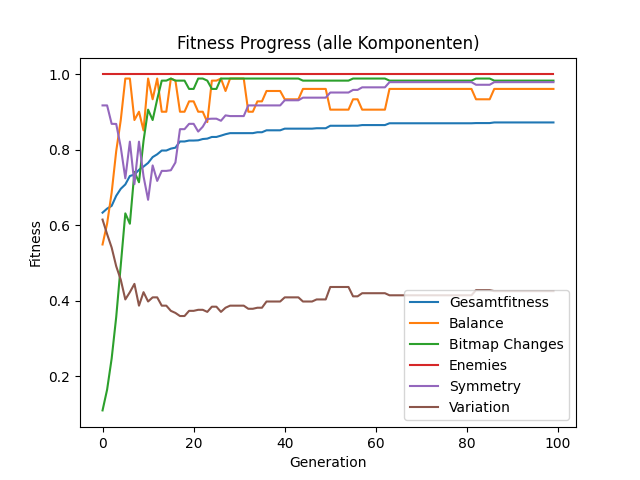 Fitness Progress (alle Komponenten)
Fitness
1.0
0.8
0.6
0.4
0.2
0
20
40
60
80
100
Generation
Gesamtfitness
Balance
Bitmap Changes
Enemies
Symmetry
Variation